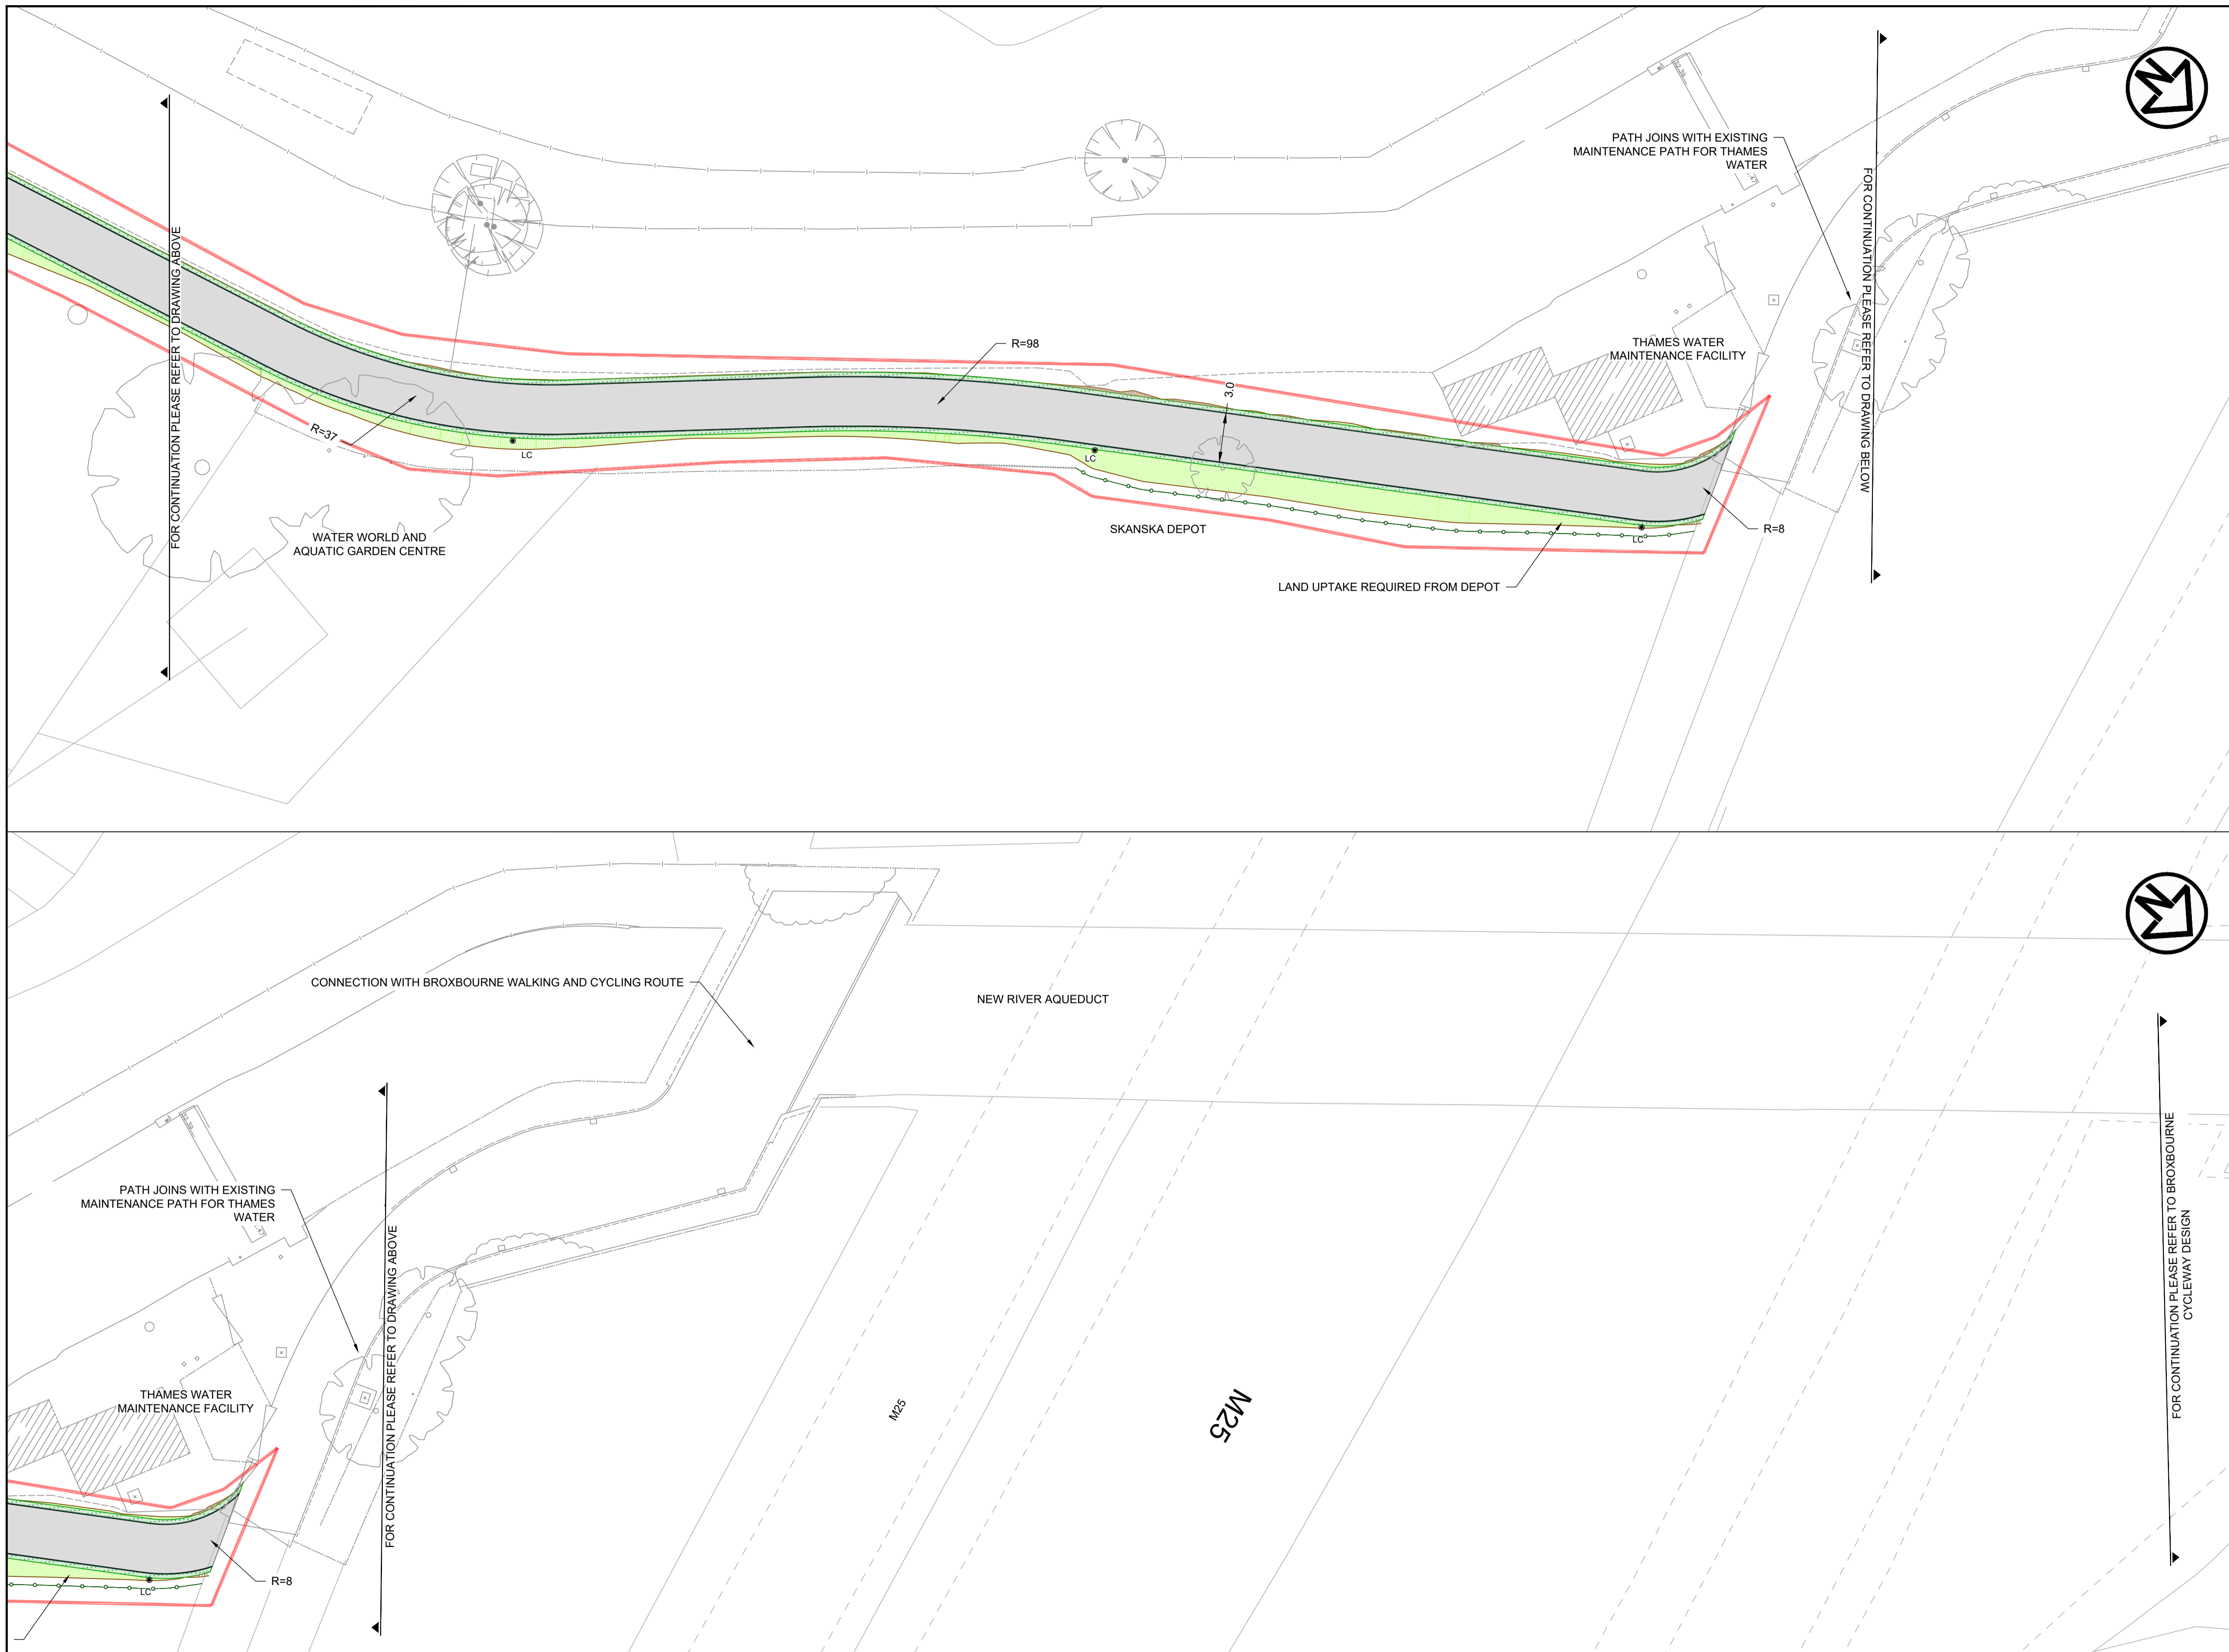 N
PATH JOINS WITH EXISTING
MAINTENANCE PATH FOR THAMES
WATER
FOR CONTINUATION PLEASE REFER TO DRAWING ABOVE
FOR CONTINUATION PLEASE REFER TO DRAWING BELOW
R=98
THAMES WATER
MAINTENANCE FACILITY
3.0
R=37
LC
LC
WATER WORLD AND
AQUATIC GARDEN CENTRE
SKANSKA DEPOT
R=8
LC
LAND UPTAKE REQUIRED FROM DEPOT
N
CONNECTION WITH BROXBOURNE WALKING AND CYCLING ROUTE
NEW RIVER AQUEDUCT
PATH JOINS WITH EXISTING
MAINTENANCE PATH FOR THAMES
WATER
FOR CONTINUATION PLEASE REFER TO DRAWING ABOVE
FOR CONTINUATION PLEASE REFER TO BROXBOURNE
CYCLEWAY DESIGN
THAMES WATER
MAINTENANCE FACILITY
M25
M25
R=8
LC